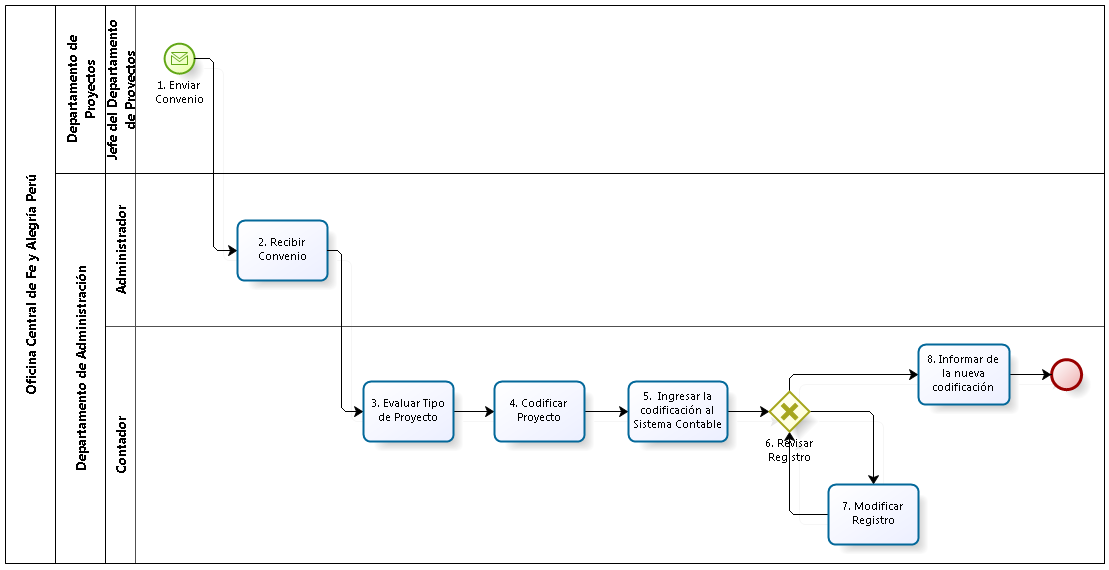 Oficina Central de Fe y Alegría Perú
Departamento de
Proyectos
Jefe del Departamento
de Proyectos
1. Enviar
Convenio
Departamento de Administración
Administrador
2. Recibir
Convenio
Contador
3. Evaluar Tipo
de Proyecto
4. Codificar
Proyecto
5. Ingresar la
codificación al
Sistema Contable
6. Revisar
Registro
7. Modificar
Registro
8. Informar de
la nueva
codificación